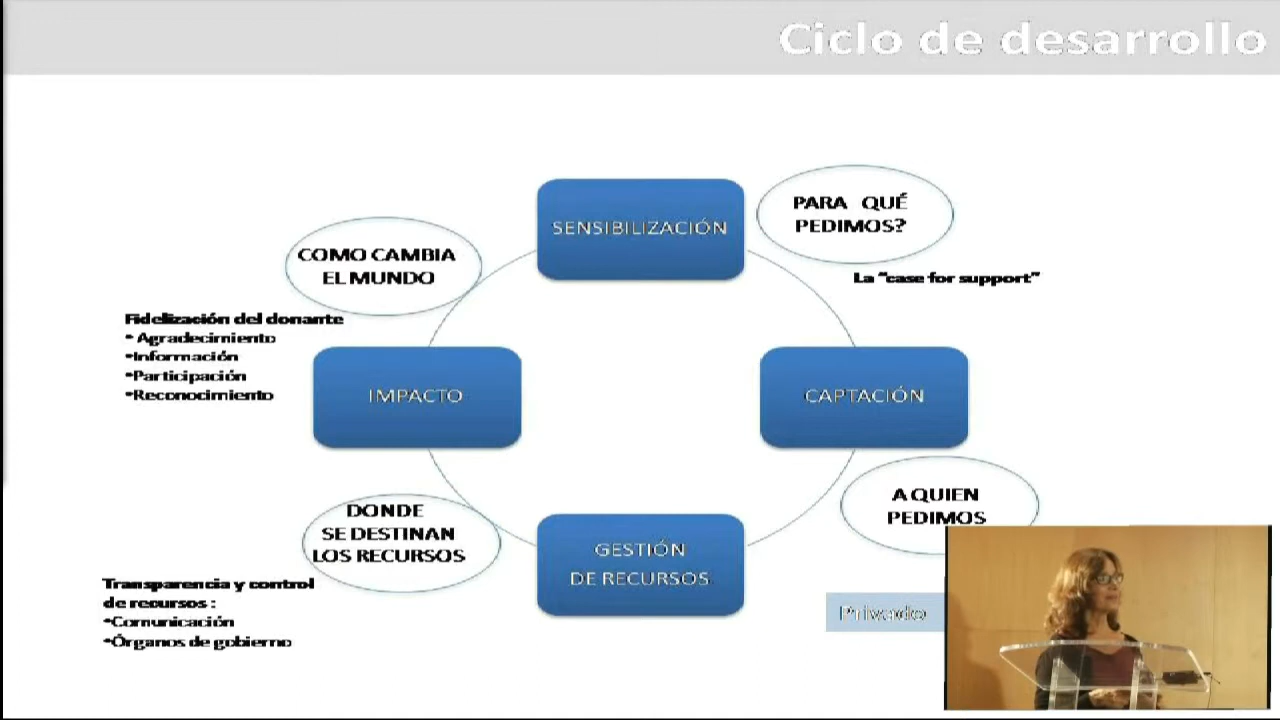 Ciclo de desarrollo
SENSIBILIZACIÓN
PARA QUÉ
PEDIMOS?
La "case for support"
COMO CAMBIA
EL MUNDO
Fidelización del donante
• Agradecimiento
•Información
•Participación
•Reconocimiento
IMPACTO
CAPTACIÓN
A QUIEN
PEDIMOS
DONDE
SE DESTINAN
LOS RECURSOS
GESTIÓN
DE RECURSOS
Transparencia y control
de recursos :
•Comunicación
•Órganos de gobierno
Privado